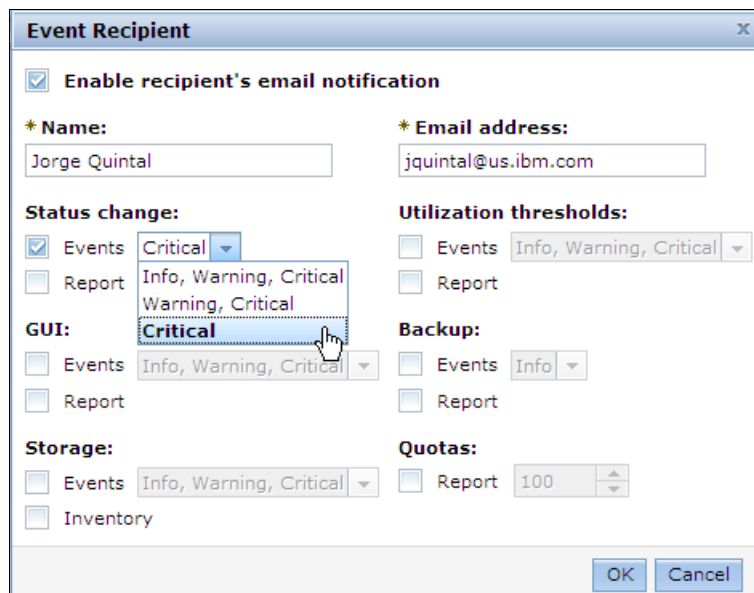 Event Recipient x
Enable recipient's email notification
* Name: * Email address:
Jorge Quintal jquintal@us.ibm.com
Status change: Utilization thresholds:
Events Critical Events Info, Warning, Critical
Report Info, Warning, Critical Report
Warning, Critical
GUI: Critical Backup:
Events Info, Warning, Critical Events Info
Report Report
Storage: Quotas:
Events Info, Warning, Critical Report 100
Inventory
OK Cancel